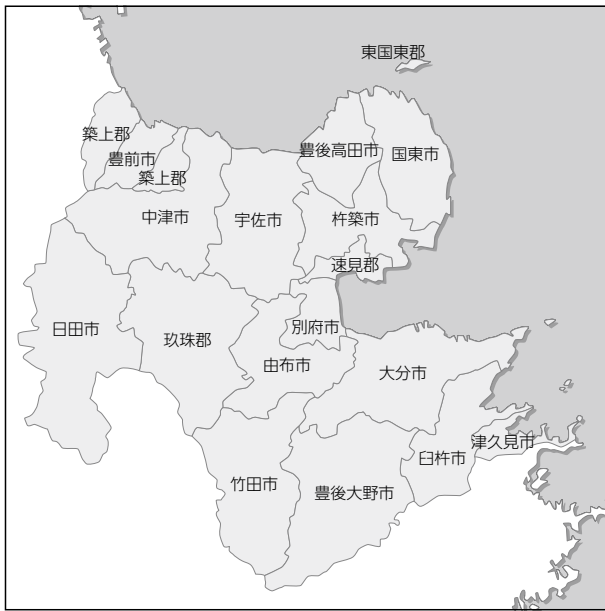 東国東郡
築上郡
豊前市
築上郡
豊後高田市
国東市
中津市
宇佐市
杵築市
速見郡
日田市
玖珠郡
別府市
由布市
大分市
津久見市
臼杵市
竹田市
豊後大野市